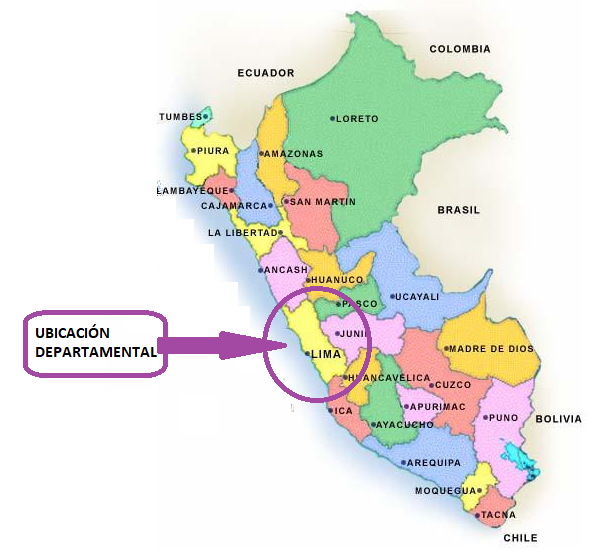 COLOMBIA
ECUADOR
TUMBES
LORETO
PIURA
AMAZONAS
LAMBAYEQUE
SAN MARTIN
CAJAMARCA
BRASIL
LA LIBERTAD
ANCASH
HUANUCO
UCAYALI
PASCO
UBICACIÓN
DEPARTAMENTAL
JUNIN
LIMA
MADRE DE DIOS
HUANCAVELICA
CUZCO
APURIMAC
ICA
PUNO
BOLIVIA
AYACUCHO
AREQUIPA
MOQUEGUA
TACNA
CHILE